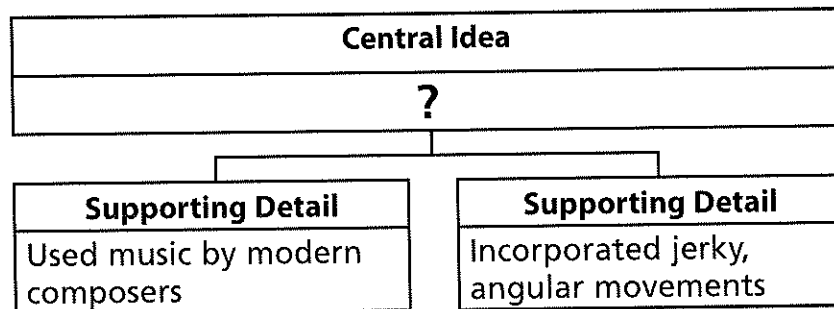 Central Idea
?
Supporting Detail
Used music by modern
composers
Supporting Detail
Incorporated jerky,
angular movements